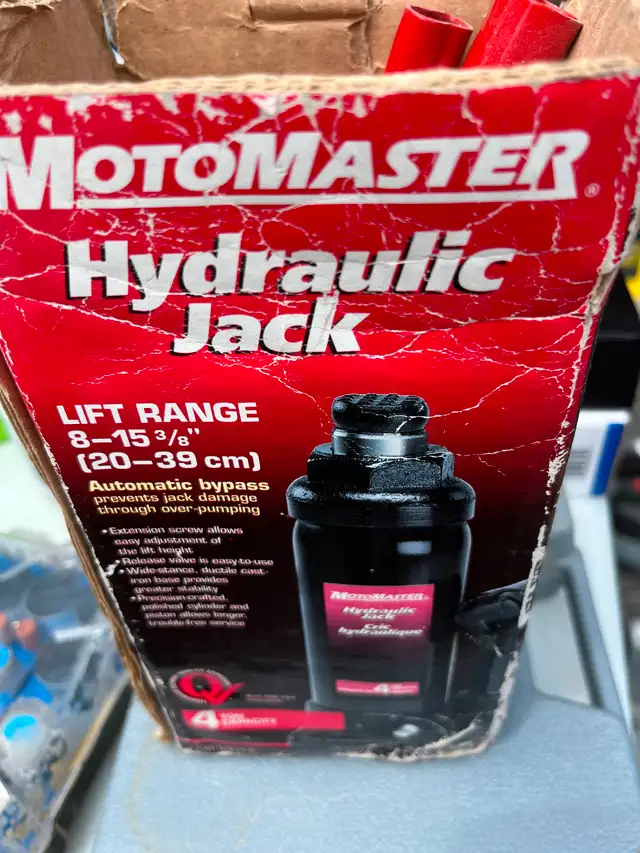 MOTOMASTER®
Hydraulic
Jack
LIFT RANGE
8–15 3/8"
(20–39 cm)
Automatic bypass
prevents jack damage
through over-pumping
•Extension screw allows
easy adjustment of
the lift height
•Release valve is easy-to-use
•Wide-stance, ductile cast-
iron base provides
greater stability
•Precision-crafted,
polished cylinder and
piston allows longer,
trouble-free service
MOTOMASTER
Hydraulic
Jack
Cric
hydraulique
4
Q
4 TON
CAPACITY